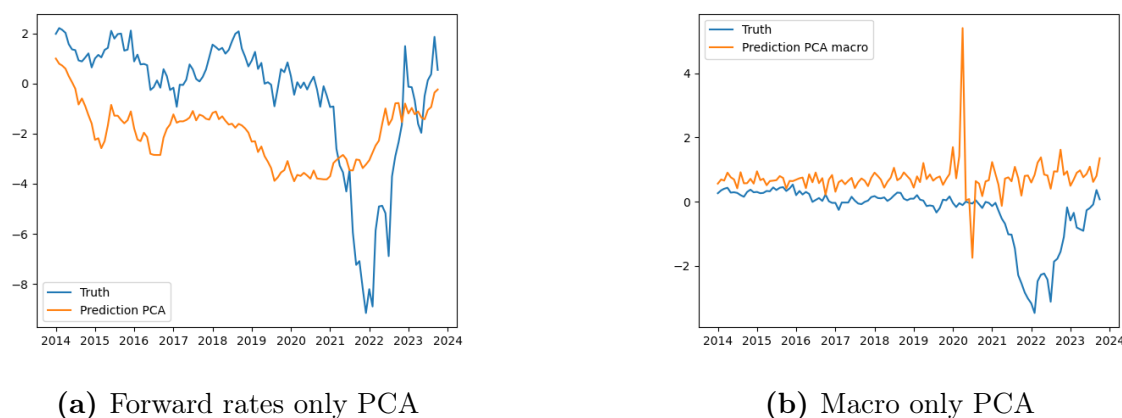 2
0
−2
−4
−6
−8
Truth
Prediction PCA
2014 2015 2016 2017 2018 2019 2020 2021 2022 2023 2024
(a) Forward rates only PCA
Truth
Prediction PCA macro
4
2
0
−2
2014 2015 2016 2017 2018 2019 2020 2021 2022 2023 2024
(b) Macro only PCA